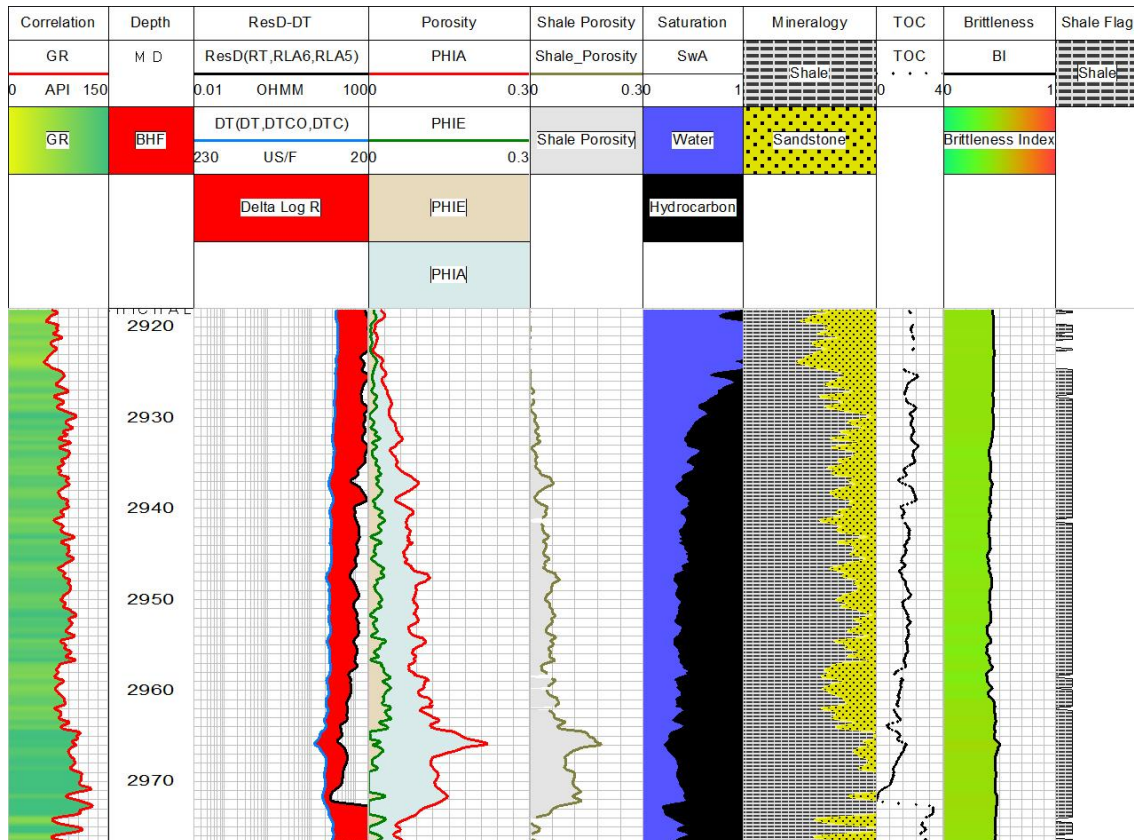 Correlation Depth ResD-DT Porosity Shale Porosity Saturation Mineralogy TOC Brittleness Shale Flag
GR M D ResD(RT,RLA6,RLA5) PHIA Shale_Porosity SwA Shale TOC BI Shale
0 API 150 0.01 OHMM 1000 0 0.3 0 0.3 0 1 0 40 1
GR BHF DT(DT,DTCO,DTC) PHIE Shale Porosity Water Sandstone Brittleness Index
230 US/F 20 0 0.3
Delta Log R PHIE Hydrocarbon
PHIA
2920
2930
2940
2950
2960
2970